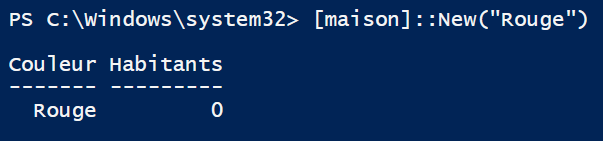 PS C:\Windows\system32> [maison]::New("Rouge")
Couleur Habitants
------- ---------
  Rouge         0